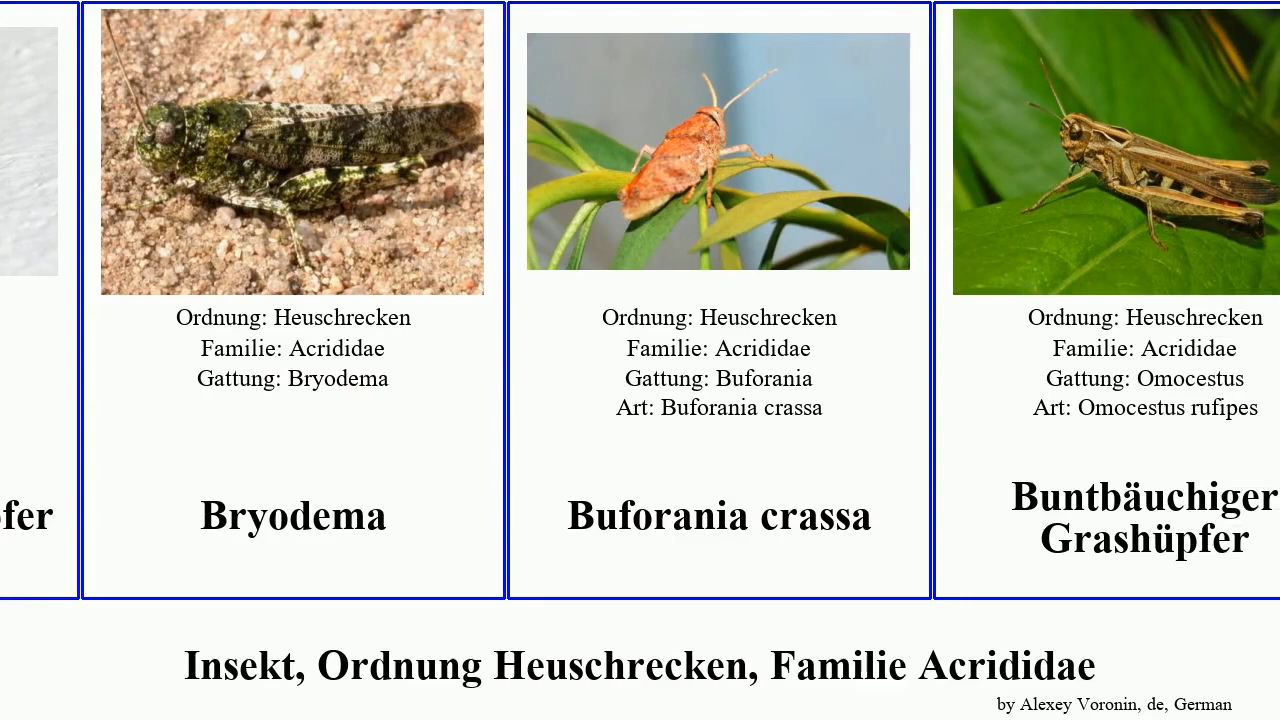 Ordnung: Heuschrecken
Familie: Acrididae
Gattung: Bryodema
Bryodema
Ordnung: Heuschrecken
Familie: Acrididae
Gattung: Buforania
Art: Buforania crassa
Buforania crassa
Ordnung: Heuschrecken
Familie: Acrididae
Gattung: Omocestus
Art: Omocestus rufipes
Buntbäuchiger
Grashüpfer
Insekt, Ordnung Heuschrecken, Familie Acrididae
by Alexey Voronin, de, German